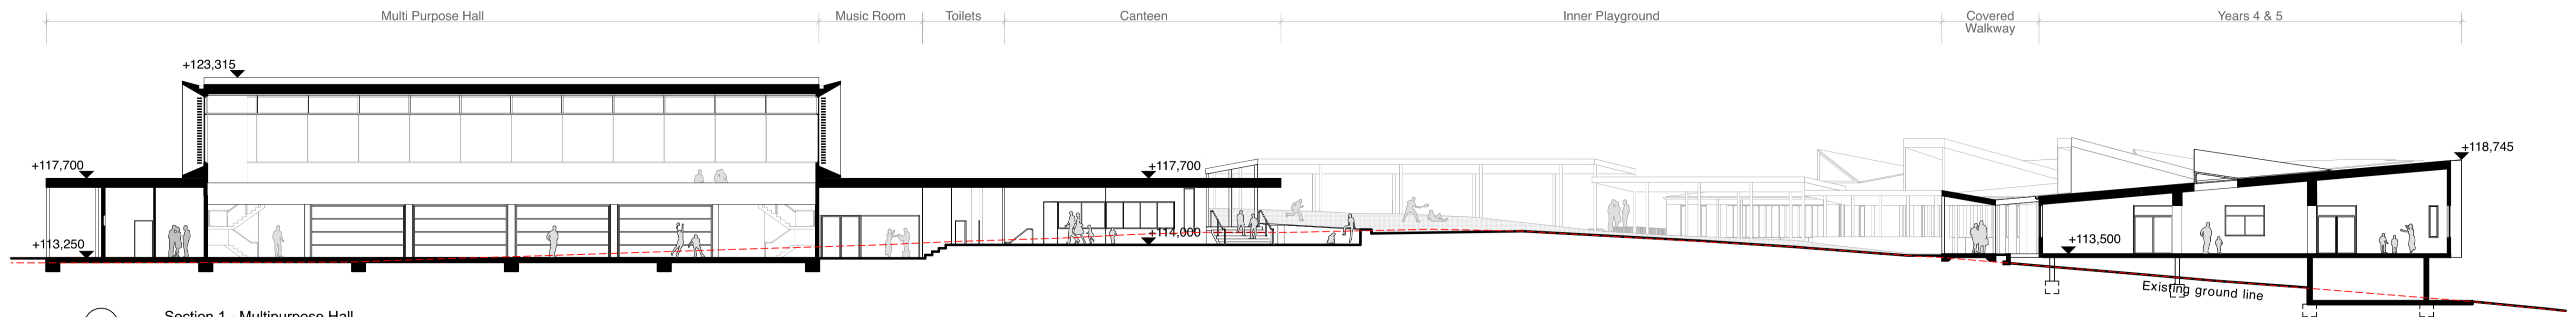 Multi Purpose Hall
Music Room
Toilets
Canteen
Inner Playground
Covered
Walkway
Years 4 & 5
+123,315
+117,700
+113,250
+117,700
+114,000
+118,745
+113,500
Existing ground line
Section 1 - Multipurpose Hall